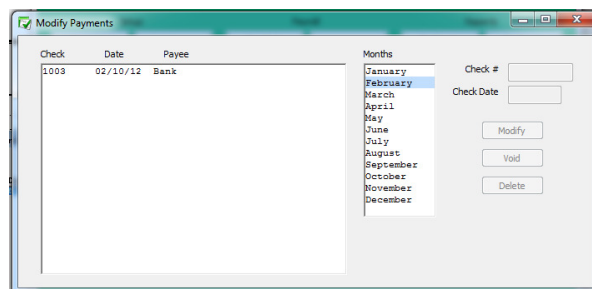 Modify Payments
Check Date Payee
1003 02/10/12 Bank
Months
January
February
March
April
May
June
July
August
September
October
November
December
Check #
Check Date
Modify
Void
Delete